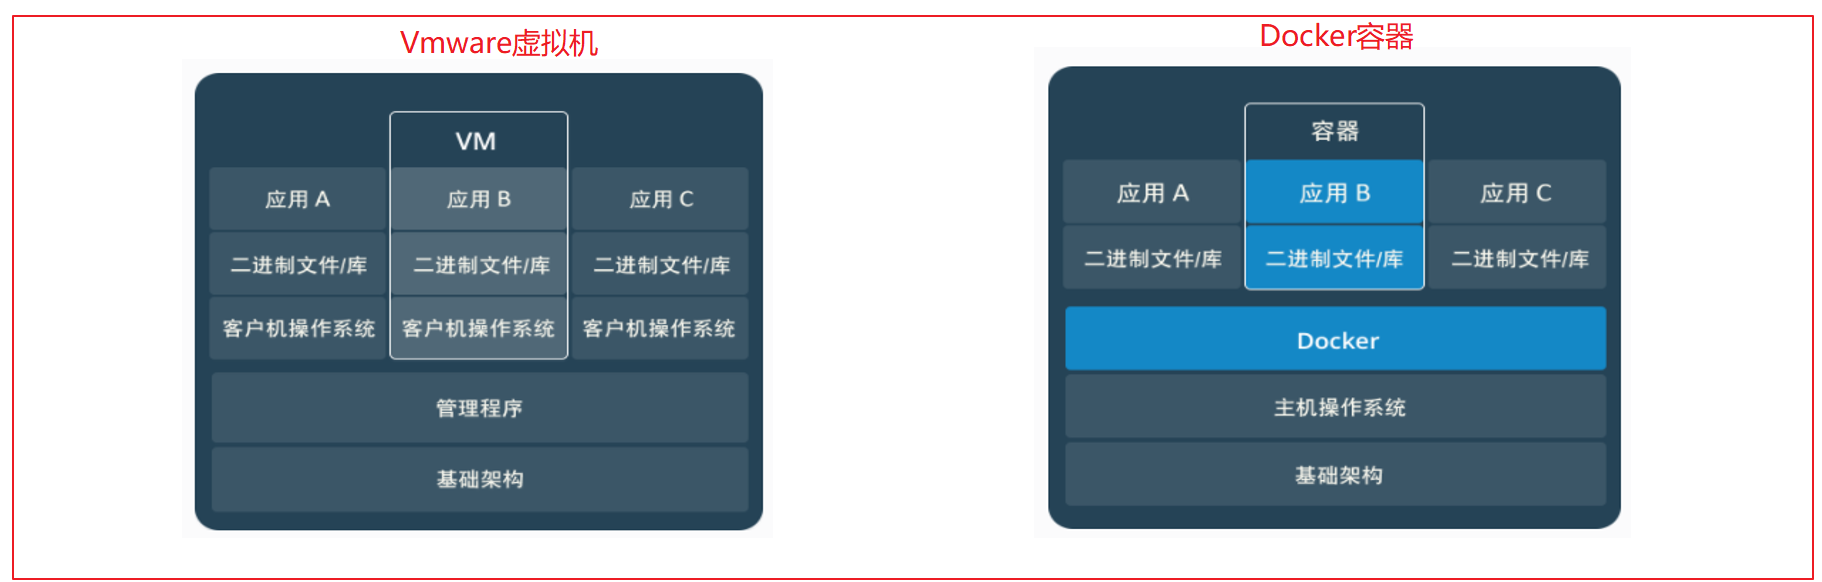 Vmware虚拟机
VM
应用 A
应用 B
应用 C
二进制文件/库
二进制文件/库
二进制文件/库
客户机操作系统
客户机操作系统
客户机操作系统
管理程序
基础架构
Docker容器
容器
应用 A
应用 B
应用 C
二进制文件/库
二进制文件/库
二进制文件/库
Docker
主机操作系统
基础架构